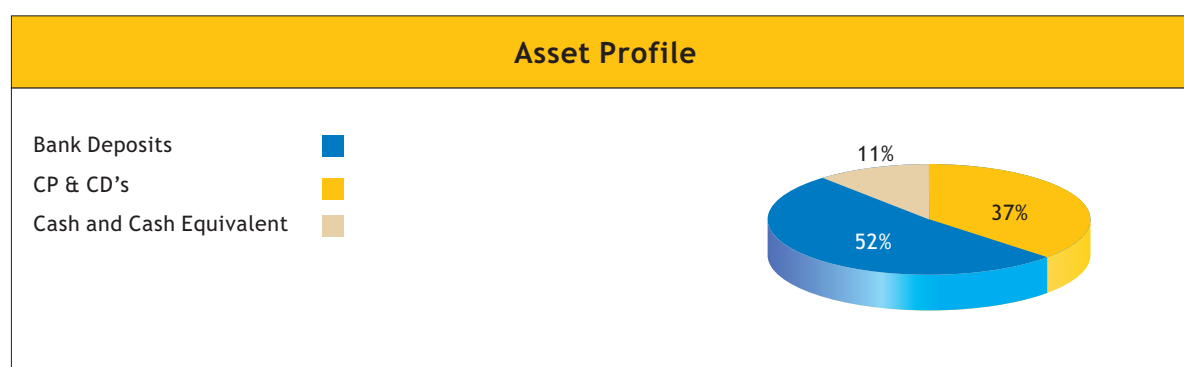 Asset Profile
Bank Deposits
CP & CD’s
Cash and Cash Equivalent
11%
37%
52%